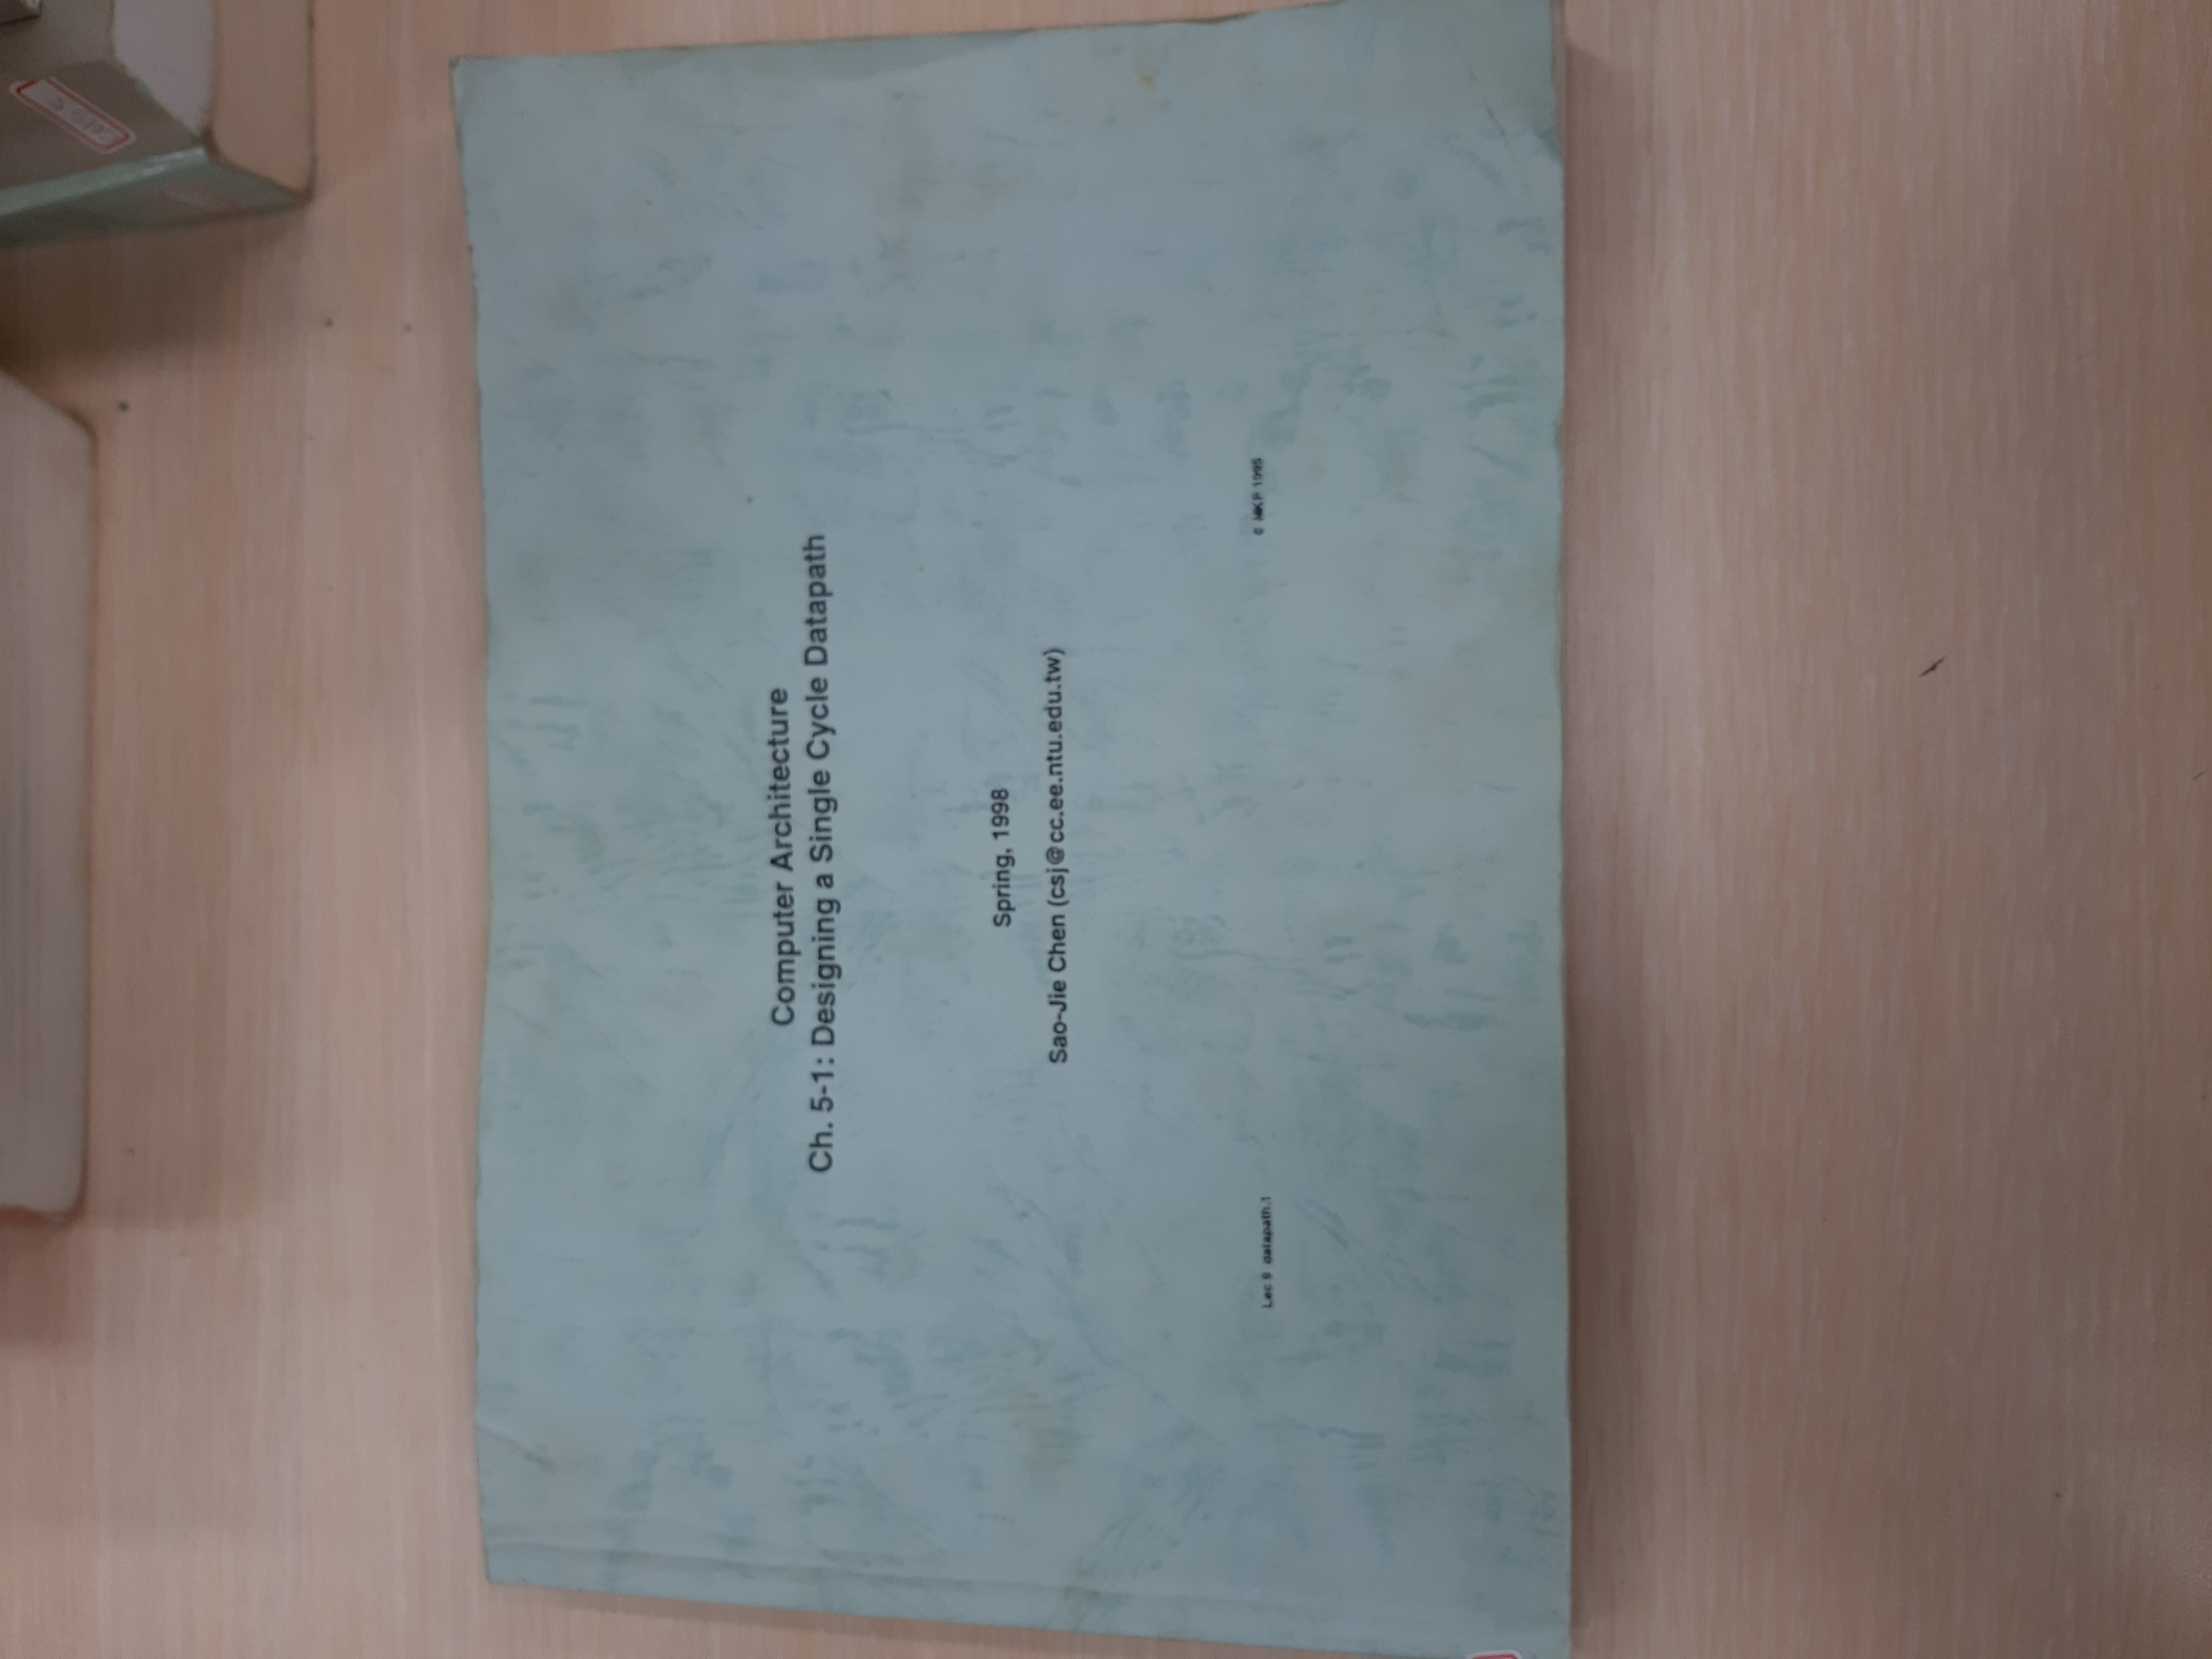 Computer Architecture
Ch. 5-1: Designing a Single Cycle Datapath
Spring, 1998
Sao-Jie Chen (csj@cc.ee.ntu.edu.tw)
Lec 9 datapath.1
c MKP 1995